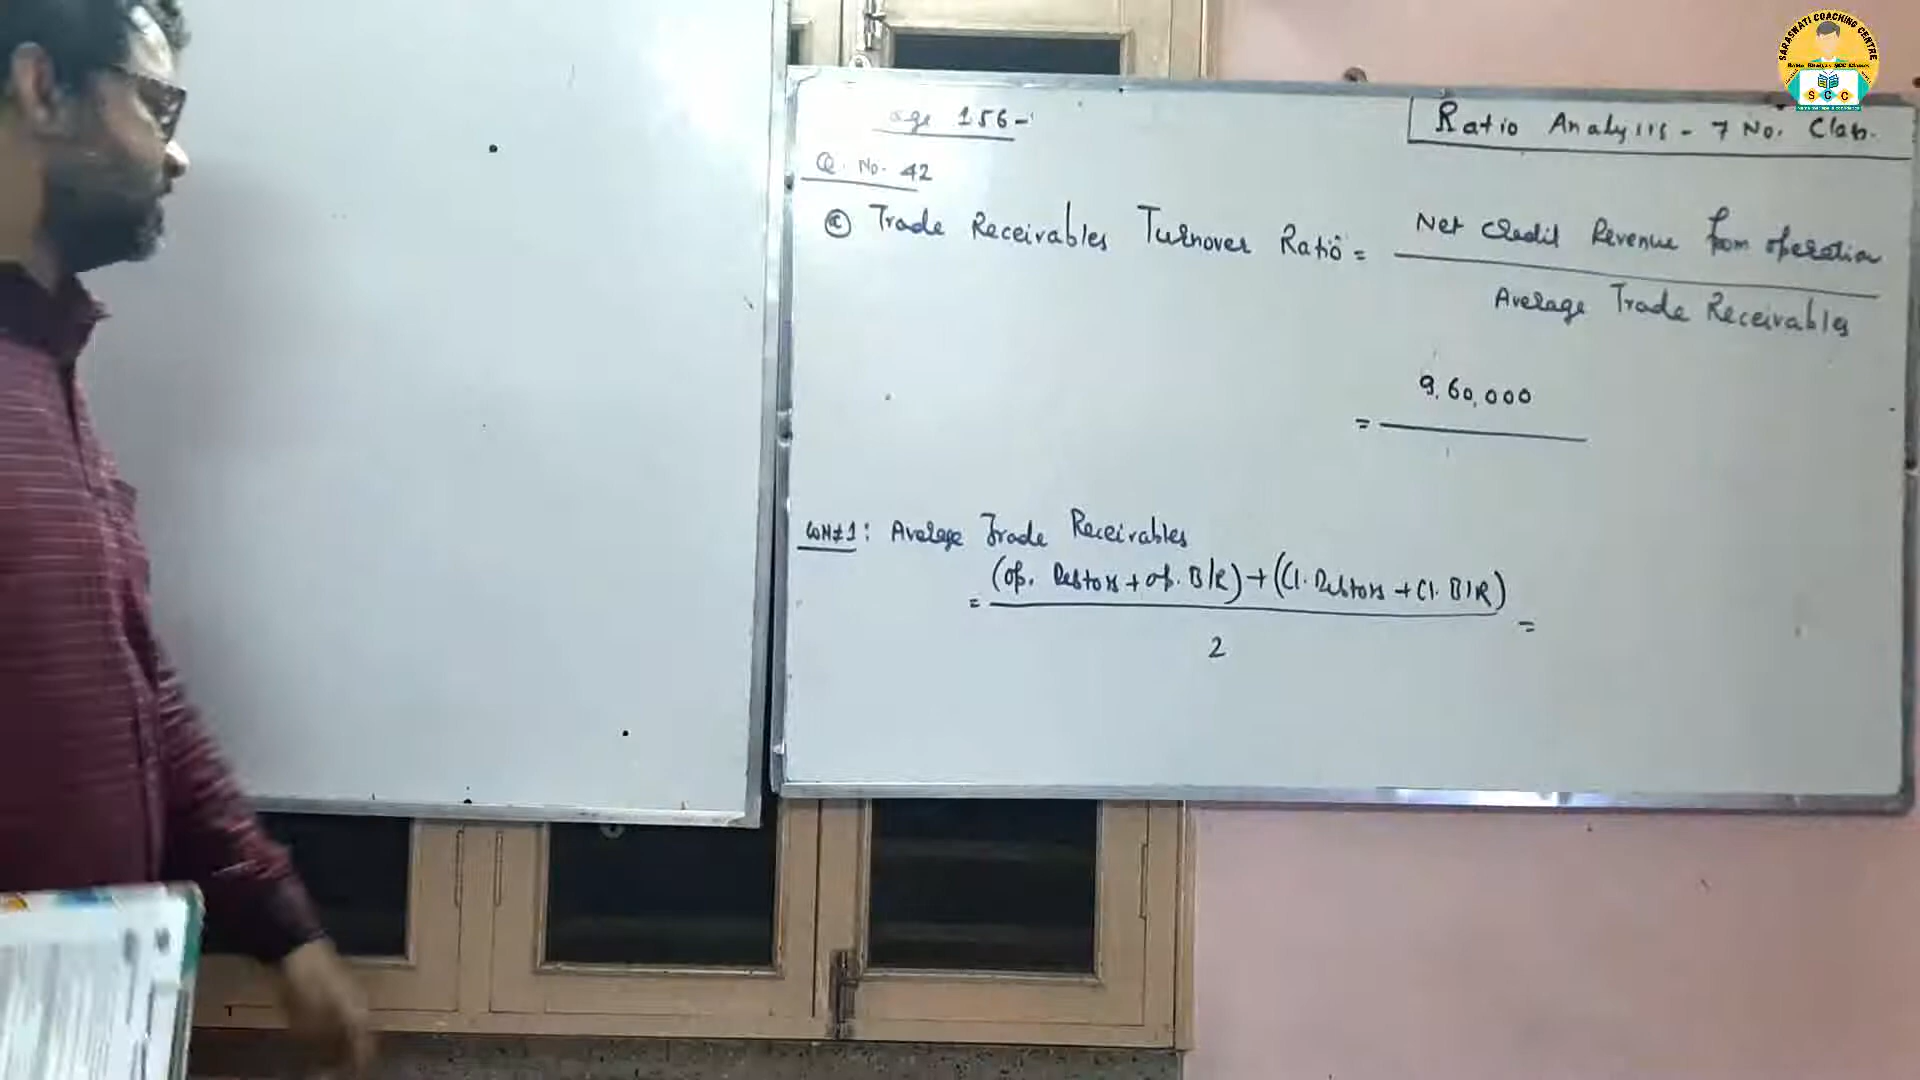 age 156-
Ratio Analysis - 7 No. Class.
Q. No. 42
ⓒ Trade Receivables Turnover Ratio = Net Credit Revenue from operation
Average Trade Receivables
= 9,60,000
WN≠1: Average Trade Receivables
= (op. Debtors + op. B/R) + (Cl. Debtors + Cl. B/R) =
2
SARASWATI COACHING CENTRE
S C C